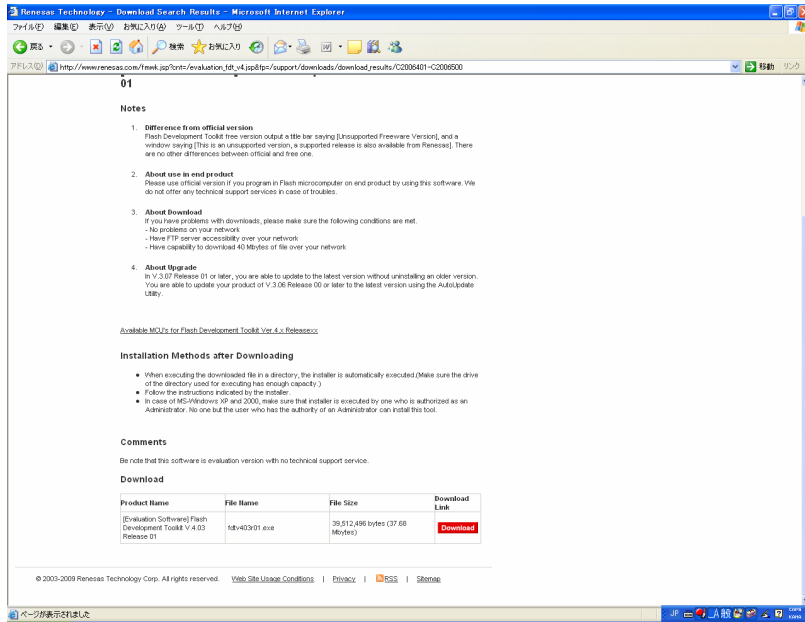 Renesas Technology - Download Search Results - Microsoft Internet Explorer
ファイル(F) 編集(E) 表示(V) お気に入り(A) ツール(T) ヘルプ(H)
戻る 検索 お気に入り
アドレス(D) http://www.renesas.com/fmwk.jsp?cnt=/evaluation_fdt_v4.jsp&fp=/support/downloads/download_results/C2006401-C2006500 移動 リンク
01
Notes
1. Difference from official version
Flash Development Toolkit free version output a title bar saying [Unsupported Freeware Version], and a
window saying [This is an unsupported version, a supported release is also available from Renesas]. There
are no other differences between official and free one.
2. About use in end product
Please use official version if you program in Flash microcomputer on end product by using this software. We
do not offer any technical support services in case of troubles.
3. About Download
If you have problems with downloads, please make sure the following conditions are met.
- No problems on your network
- Have FTP server accessibility over your network
- Have capability to download 40 Mbytes of file over your network
4. About Upgrade
In V.3.07 Release 01 or later, you are able to update to the latest version without uninstalling an older version.
You are able to update your product of V.3.06 Release 00 or later to the latest version using the AutoUpdate
Utility.
Available MCU's for Flash Development Toolkit Ver.4.x Releasexx
Installation Methods after Downloading
• When executing the downloaded file in a directory, the installer is automatically executed.(Make sure the drive
of the directory used for executing has enough capacity.)
• Follow the instructions indicated by the installer.
• In case of MS-Windows XP and 2000, make sure that installer is executed by one who is authorized as an
Administrator. No one but the user who has the authority of an Administrator can install this tool.
Comments
Be note that this software is evaluation version with no technical support service.
Download
Product Name File Name File Size Download Link
[Evaluation Software] Flash Development Toolkit V.4.03 Release 01 fdtv403r01.exe 39,512,496 bytes (37.68 Mbytes) Download
© 2003-2009 Renesas Technology Corp. All rights reserved. Web Site Usage Conditions | Privacy | RSS | Sitemap
ページが表示されました JP A般 CAPS KANA